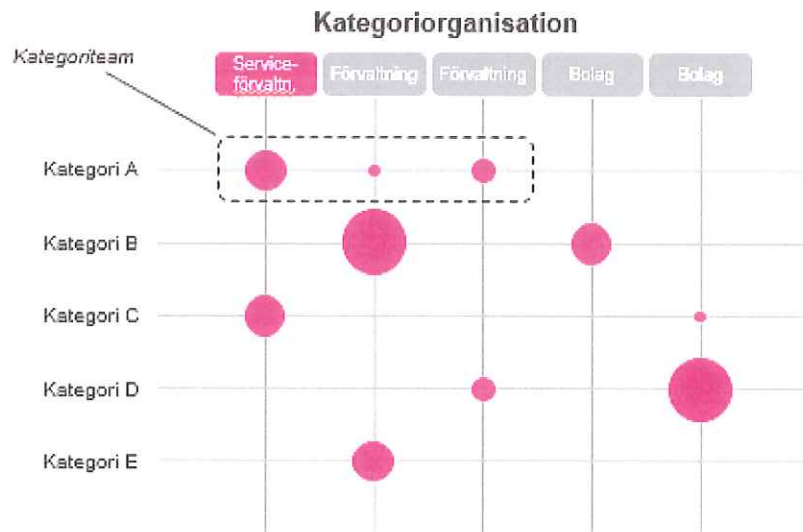 Kategoriorganisation
Kategoriteam
Service-
förvaltn.
Förvaltning
Förvaltning
Bolag
Bolag
Kategori A
Kategori B
Kategori C
Kategori D
Kategori E